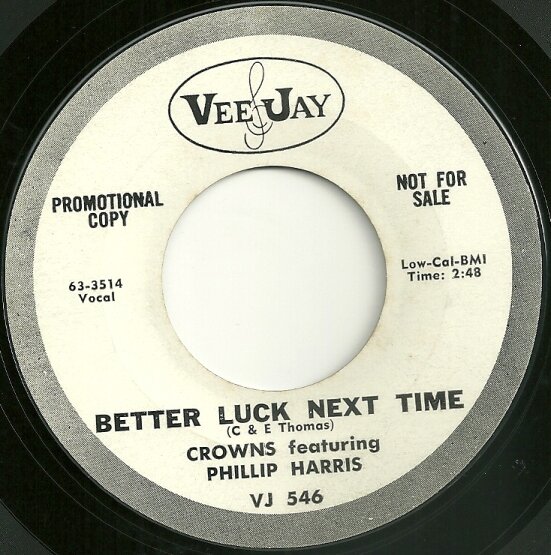 VEE JAY
PROMOTIONAL
COPY
NOT FOR
SALE
63-3514
Vocal
Low-Cal-BMI
Time: 2:48
BETTER LUCK NEXT TIME
(C & E Thomas)
CROWNS featuring
PHILLIP HARRIS
VJ 546